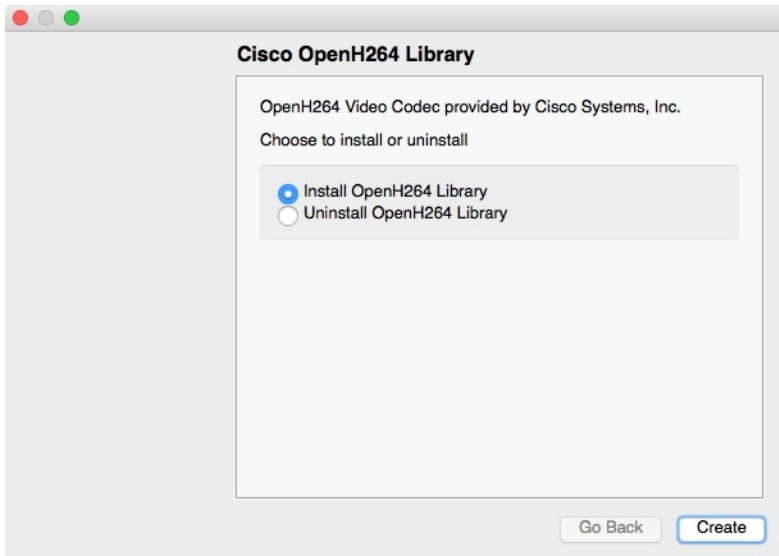 Cisco OpenH264 Library
OpenH264 Video Codec provided by Cisco Systems, Inc.
Choose to install or uninstall
Install OpenH264 Library
Uninstall OpenH264 Library
Go Back
Create